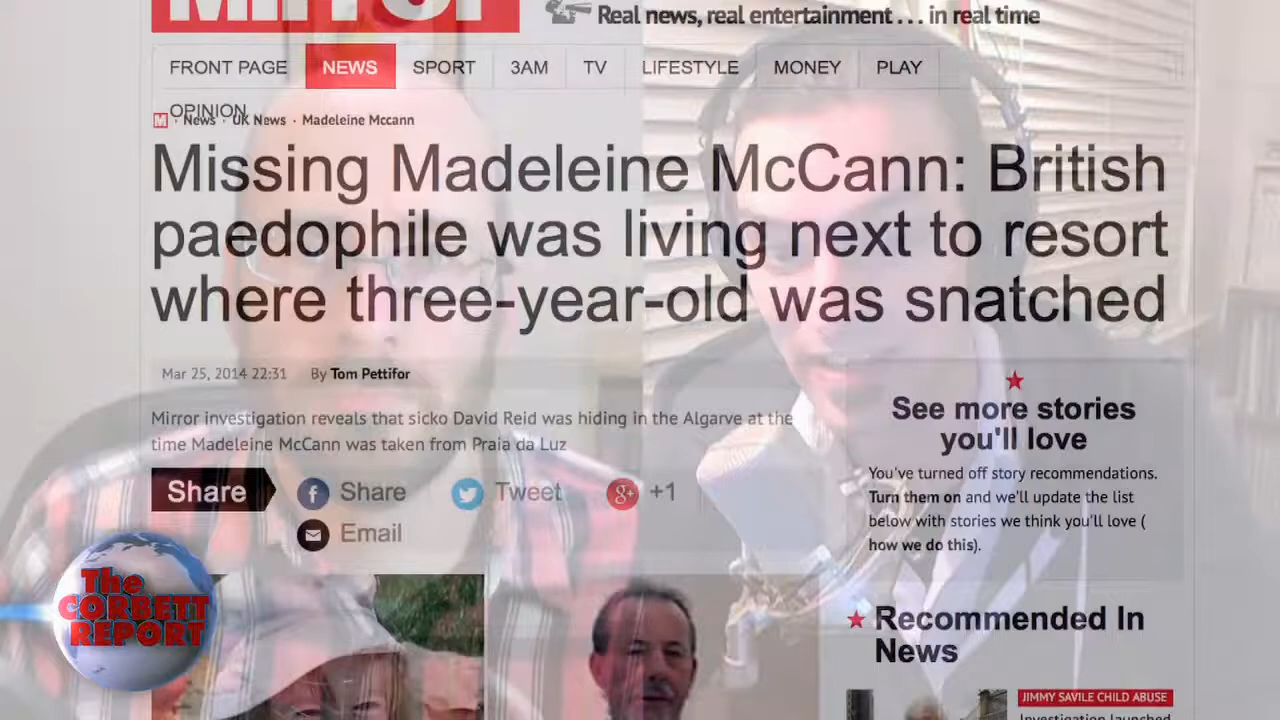 MIRROR
Real news, real entertainment ... in real time
FRONT PAGE NEWS SPORT 3AM TV LIFESTYLE MONEY PLAY
OPINION
M · News · UK News · Madeleine Mccann
Missing Madeleine McCann: British
paedophile was living next to resort
where three-year-old was snatched
Mar 25, 2014 22:31 By Tom Pettifor
Mirror investigation reveals that sicko David Reid was hiding in the Algarve at the
time Madeleine McCann was taken from Praia da Luz
Share f Share Tweet g+ +1
Email
See more stories
you'll love
You've turned off story recommendations.
Turn them on and we'll update the list
below with stories we think you'll love (
how we do this).
Recommended In
News
JIMMY SAVILE CHILD ABUSE
Investigation launched
The
CORBETT
REPORT